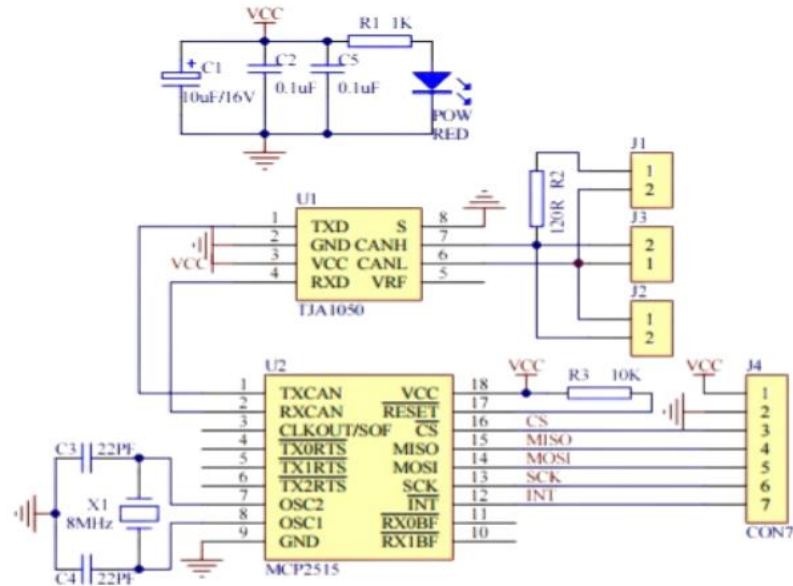 VCC
R1 1K
C1
10uF/16V
C2
0.1uF
C5
0.1uF
POW
RED
J1
1
2
120R R2
J3
2
1
J2
1
2
U1
1 TXD S 8
2 GND CANH 7
VCC 3 VCC CANL 6
4 RXD VRF 5
TJA1050
U2
1 TXCAN VCC 18
2 RXCAN RESET 17
3 CLKOUT/SOF CS 16
4 TX0RTS MISO 15
5 TX1RTS MOSI 14
6 TX2RTS SCK 13
7 OSC2 INT 12
8 OSC1 RX0BF 11
9 GND RX1BF 10
MCP2515
C3 22PF
X1
8MHz
C4 22PF
VCC
R3 10K
CS
MISO
MOSI
SCK
INT
VCC
J4
1
2
3
4
5
6
7
CON7